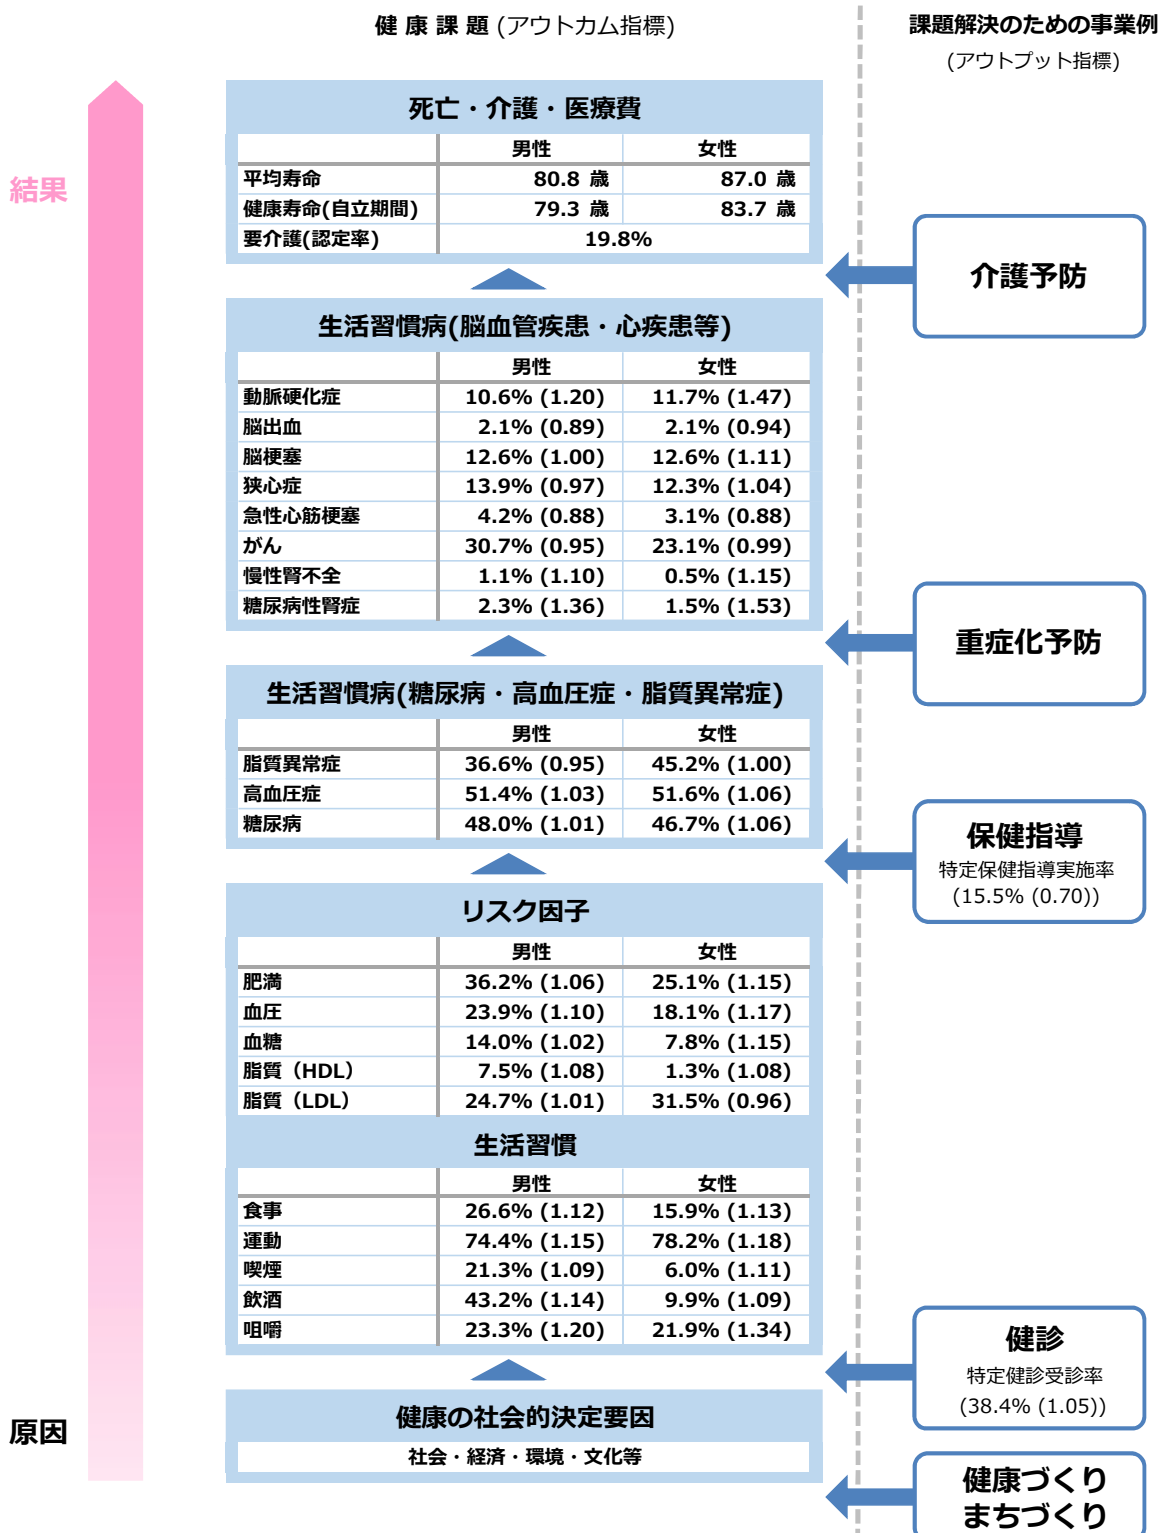 健 康 課 題 (アウトカム指標)
課題解決のための事業例
(アウトプット指標)
結果
原因
死亡・介護・医療費
男性 女性
平均寿命 80.8 歳 87.0 歳
健康寿命(自立期間) 79.3 歳 83.7 歳
要介護(認定率) 19.8%
介護予防
生活習慣病(脳血管疾患・心疾患等)
男性 女性
動脈硬化症 10.6% (1.20) 11.7% (1.47)
脳出血 2.1% (0.89) 2.1% (0.94)
脳梗塞 12.6% (1.00) 12.6% (1.11)
狭心症 13.9% (0.97) 12.3% (1.04)
急性心筋梗塞 4.2% (0.88) 3.1% (0.88)
がん 30.7% (0.95) 23.1% (0.99)
慢性腎不全 1.1% (1.10) 0.5% (1.15)
糖尿病性腎症 2.3% (1.36) 1.5% (1.53)
重症化予防
生活習慣病(糖尿病・高血圧症・脂質異常症)
男性 女性
脂質異常症 36.6% (0.95) 45.2% (1.00)
高血圧症 51.4% (1.03) 51.6% (1.06)
糖尿病 48.0% (1.01) 46.7% (1.06)
保健指導
特定保健指導実施率
(15.5% (0.70))
リスク因子
男性 女性
肥満 36.2% (1.06) 25.1% (1.15)
血圧 23.9% (1.10) 18.1% (1.17)
血糖 14.0% (1.02) 7.8% (1.15)
脂質（HDL） 7.5% (1.08) 1.3% (1.08)
脂質（LDL） 24.7% (1.01) 31.5% (0.96)
生活習慣
男性 女性
食事 26.6% (1.12) 15.9% (1.13)
運動 74.4% (1.15) 78.2% (1.18)
喫煙 21.3% (1.09) 6.0% (1.11)
飲酒 43.2% (1.14) 9.9% (1.09)
咀嚼 23.3% (1.20) 21.9% (1.34)
健診
特定健診受診率
(38.4% (1.05))
健康の社会的決定要因
社会・経済・環境・文化等
健康づくり
まちづくり